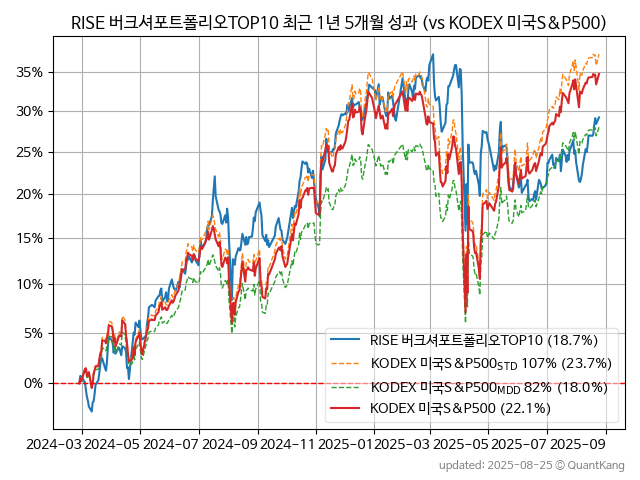 RISE 버크셔포트폴리오TOP10 최근 1년 5개월 성과 (vs KODEX 미국S&P500)
35%
30%
25%
20%
15%
10%
5%
0%
RISE 버크셔포트폴리오TOP10 (18.7%)
KODEX 미국S&P500STD 107% (23.7%)
KODEX 미국S&P500MDD 82% (18.0%)
KODEX 미국S&P500 (22.1%)
2024-03 2024-05 2024-07 2024-09 2024-11 2025-01 2025-03 2025-05 2025-07 2025-09
updated: 2025-08-25 © QuantKang